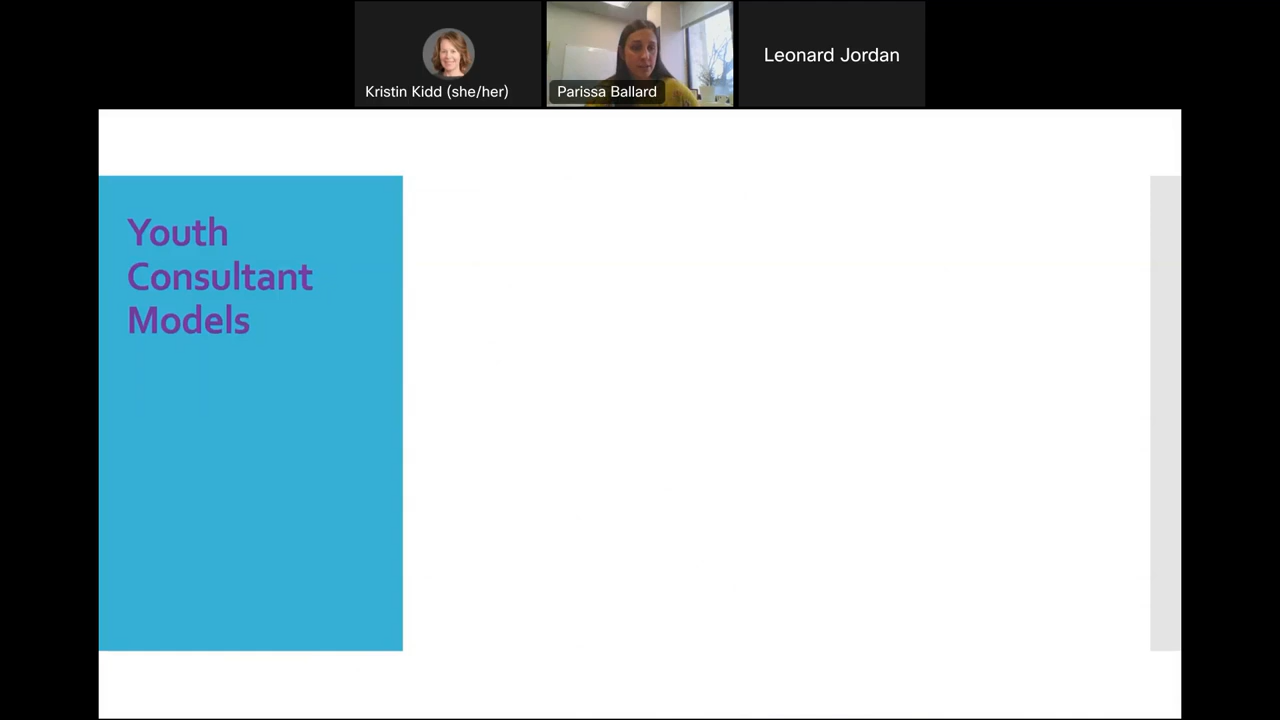 Kristin Kidd (she/her)
Parissa Ballard
Leonard Jordan
Youth
Consultant
Models